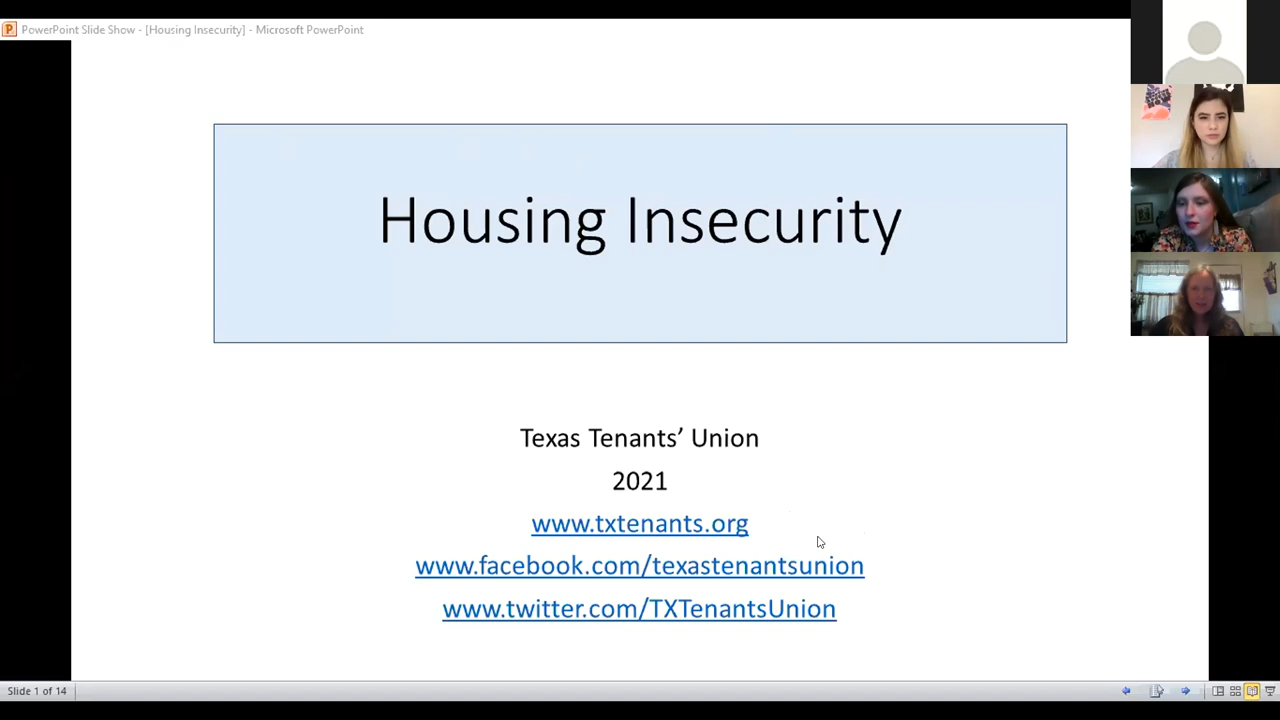 PowerPoint Slide Show - [Housing Insecurity] - Microsoft PowerPoint
Housing Insecurity
Texas Tenants’ Union
2021
www.txtenants.org
www.facebook.com/texastenantsunion
www.twitter.com/TXTenantsUnion
Slide 1 of 14